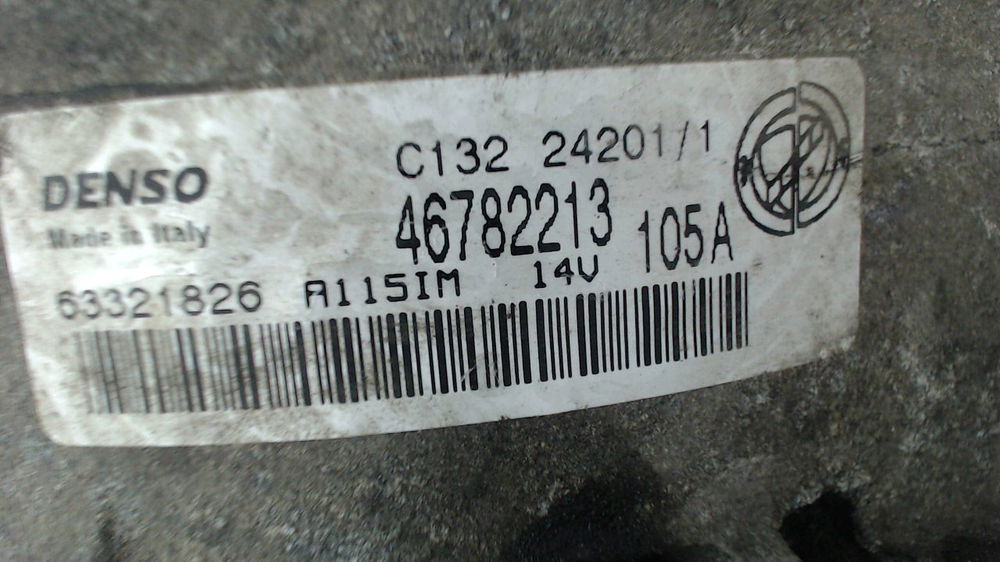 C132 24201/1
DENSO
46782213 105A
Made in Italy
63321826 A115IM 14V